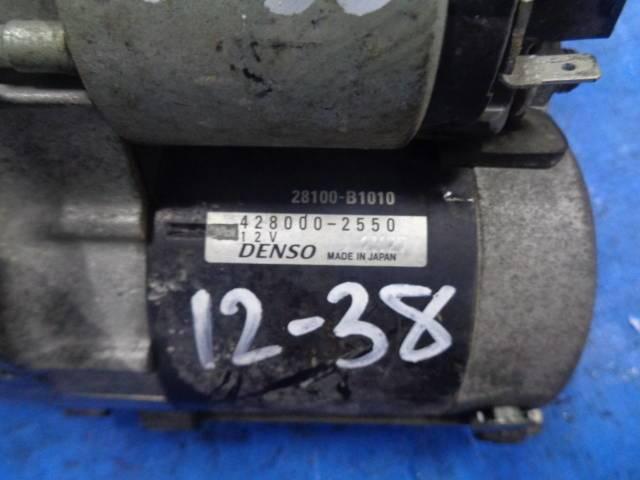 28100-B1010
428000-2550
12V
DENSO MADE IN JAPAN
12-38